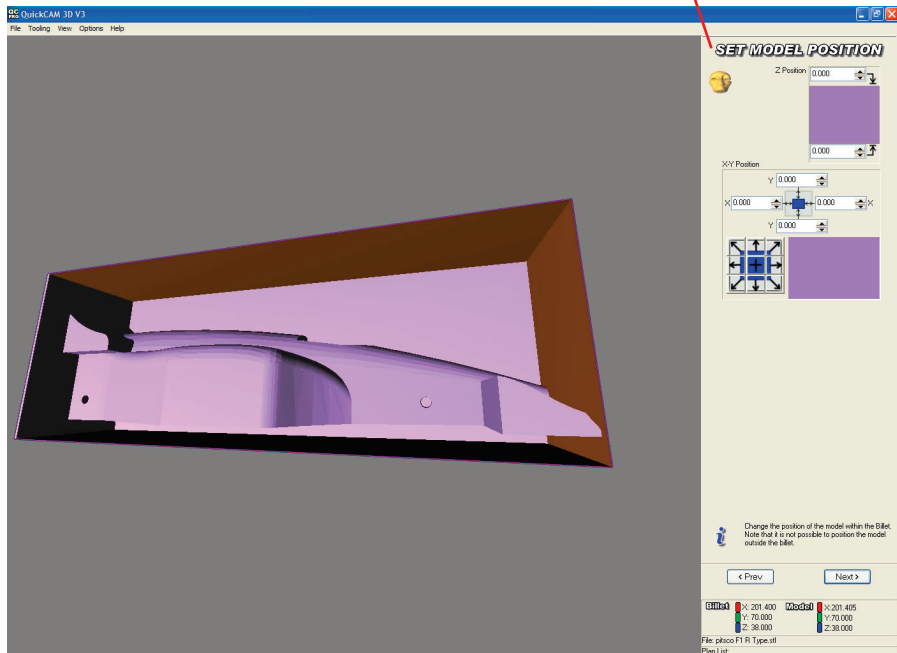 QuickCAM 3D V3
File Tooling View Options Help
SET MODEL POSITION
Z Position 0.000
0.000
X-Y Position
Y 0.000
X 0.000 0.000 X
Y 0.000
Change the position of the model within the Billet.
Note that it is not possible to position the model
outside the billet.
< Prev Next >
Billet X: 201.400 Model X:201.405
Y: 70.000 Y:70.000
Z: 38.000 Z:38.000
File: pitsco F1 R Type.stl
Plan List: